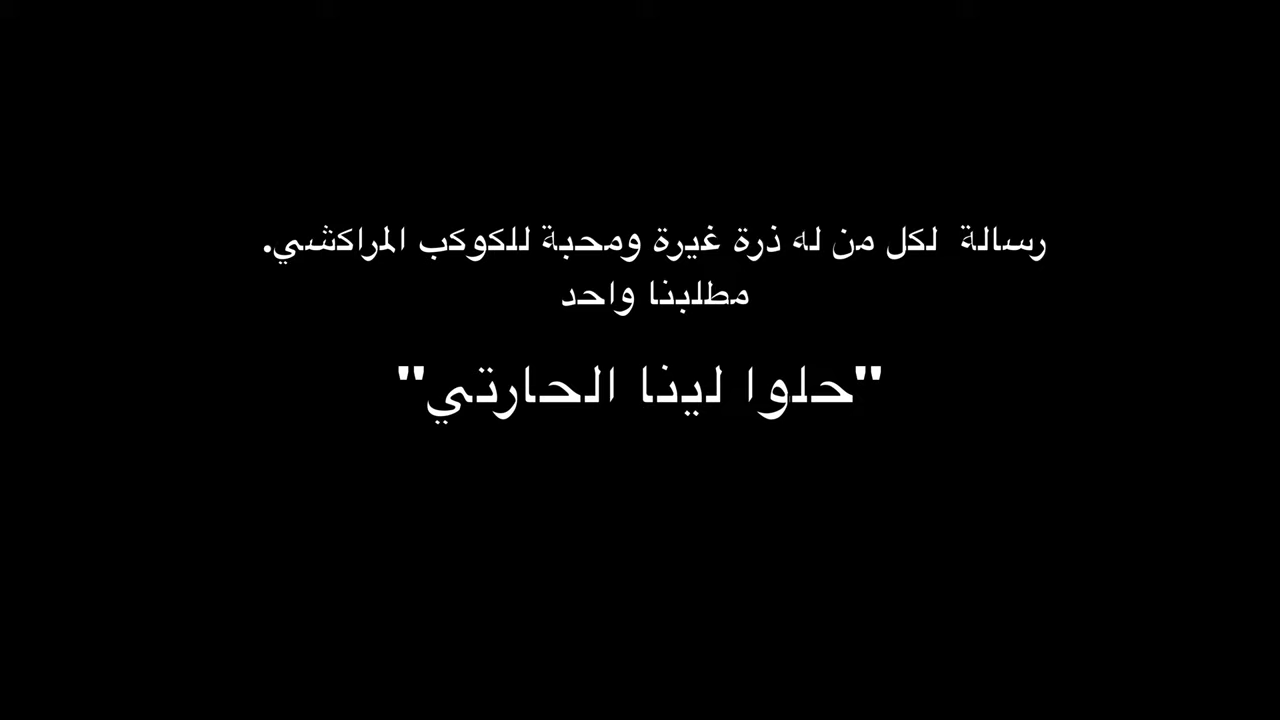 رسالة لكل من له ذرة غيرة ومحبة للكوكب المراكشي.
مطلبنا واحد
"حلوا لينا الحارتي"